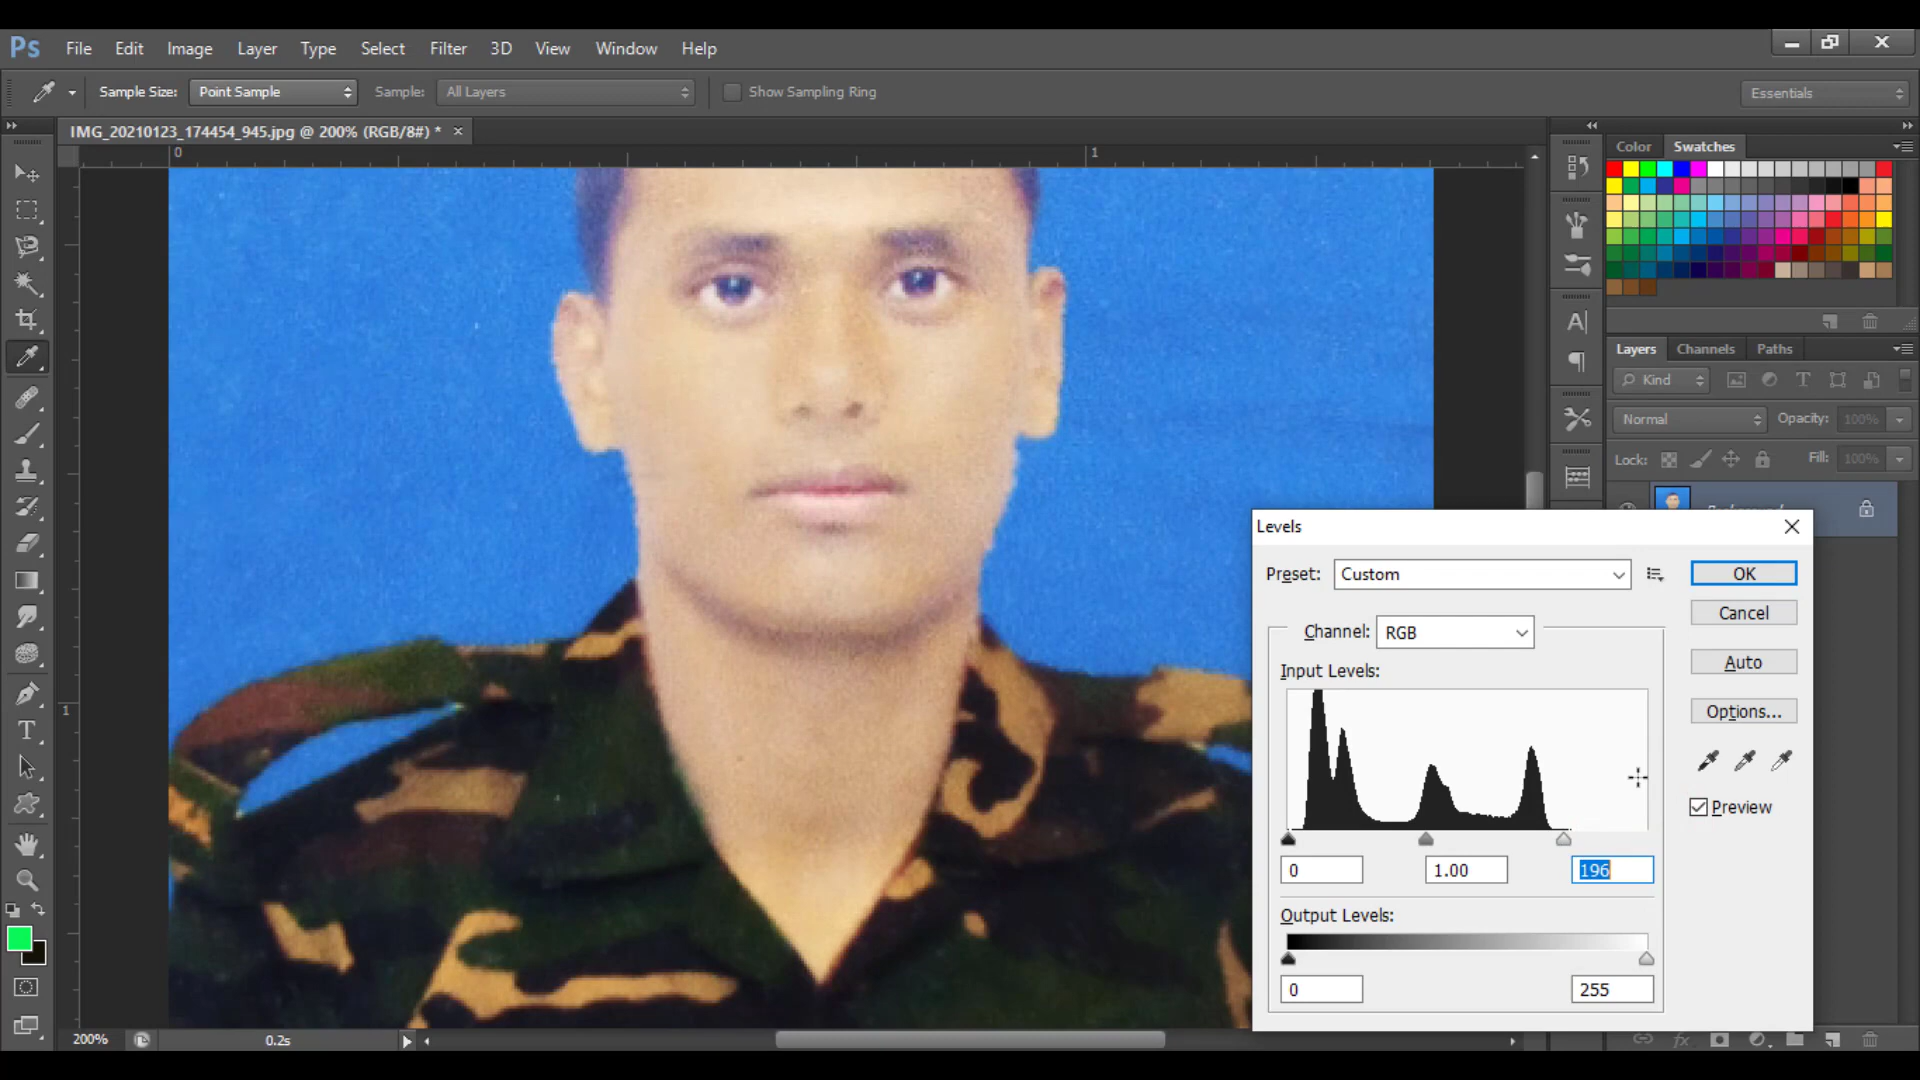 Ps File Edit Image Layer Type Select Filter 3D View Window Help
Sample Size: Point Sample Sample: All Layers Show Sampling Ring Essentials
IMG_20210123_174454_945.jpg @ 200% (RGB/8#) * ×
Color Swatches
0 1
1
Layers Channels Paths
Kind
Normal Opacity: 100%
Lock: Fill: 100%
Levels
Preset: Custom OK
Cancel
Channel: RGB
Auto
Input Levels:
Options...
Preview
0 1.00 196
Output Levels:
0 255
200% 0.2s